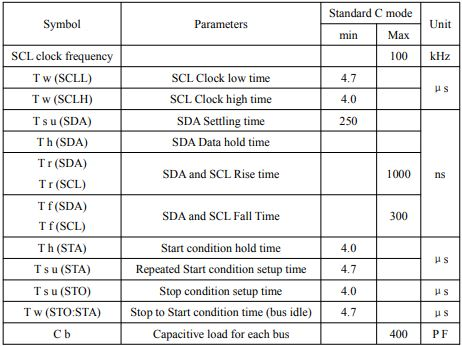 Symbol Parameters Standard C mode Unit
min Max
SCL clock frequency 100 kHz
T w (SCLL) SCL Clock low time 4.7 μs
T w (SCLH) SCL Clock high time 4.0
T s u (SDA) SDA Settling time 250 ns
T h (SDA) SDA Data hold time
T r (SDA)
T r (SCL) SDA and SCL Rise time 1000
T f (SDA)
T f (SCL) SDA and SCL Fall Time 300
T h (STA) Start condition hold time 4.0 μs
T s u (STA) Repeated Start condition setup time 4.7
T s u (STO) Stop condition setup time 4.0 μs
T w (STO:STA) Stop to Start condition time (bus idle) 4.7 μs
C b Capacitive load for each bus 400 P F